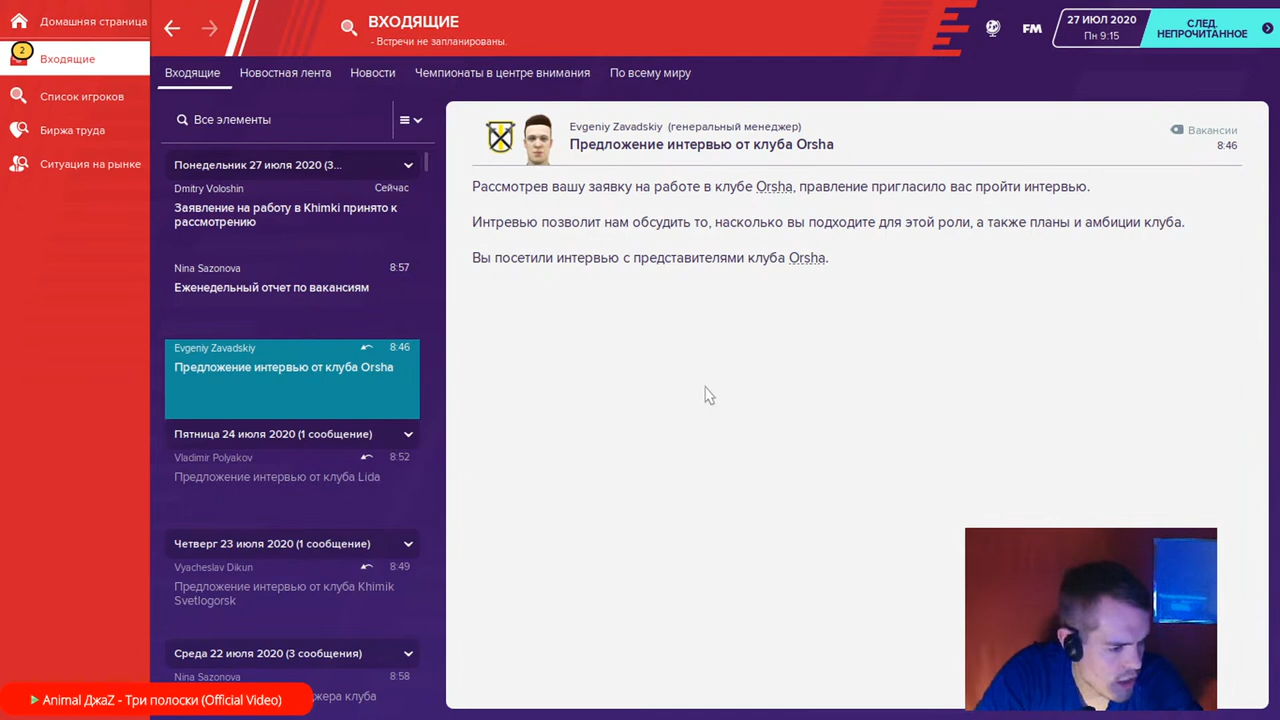 Домашняя страница
2
Входящие
Список игроков
Биржа труда
Ситуация на рынке
ВХОДЯЩИЕ
- Встречи не запланированы.
FM
27 ИЮЛ 2020
Пн 9:15
СЛЕД.
НЕПРОЧИТАННОЕ
Входящие
Новостная лента
Новости
Чемпионаты в центре внимания
По всему миру
Все элементы
Понедельник 27 июля 2020 (3...
Dmitry Voloshin
Сейчас
Заявление на работу в Khimki принято к
рассмотрению
Nina Sazonova
8:57
Еженедельный отчет по вакансиям
Evgeniy Zavadskiy
8:46
Предложение интервью от клуба Orsha
Пятница 24 июля 2020 (1 сообщение)
Vladimir Polyakov
8:52
Предложение интервью от клуба Lida
Четверг 23 июля 2020 (1 сообщение)
Vyacheslav Dikun
8:49
Предложение интервью от клуба Khimik
Svetlogorsk
Среда 22 июля 2020 (3 сообщения)
Nina Sazonova
8:58
клуба
Evgeniy Zavadskiy (генеральный менеджер)
Предложение интервью от клуба Orsha
Вакансии
8:46
Рассмотрев вашу заявку на работе в клубе Orsha, правление пригласило вас пройти интервью.
Интревью позволит нам обсудить то, насколько вы подходите для этой роли, а также планы и амбиции клуба.
Вы посетили интервью с представителями клуба Orsha.
Animal ДжаZ - Три полоски (Official Video)